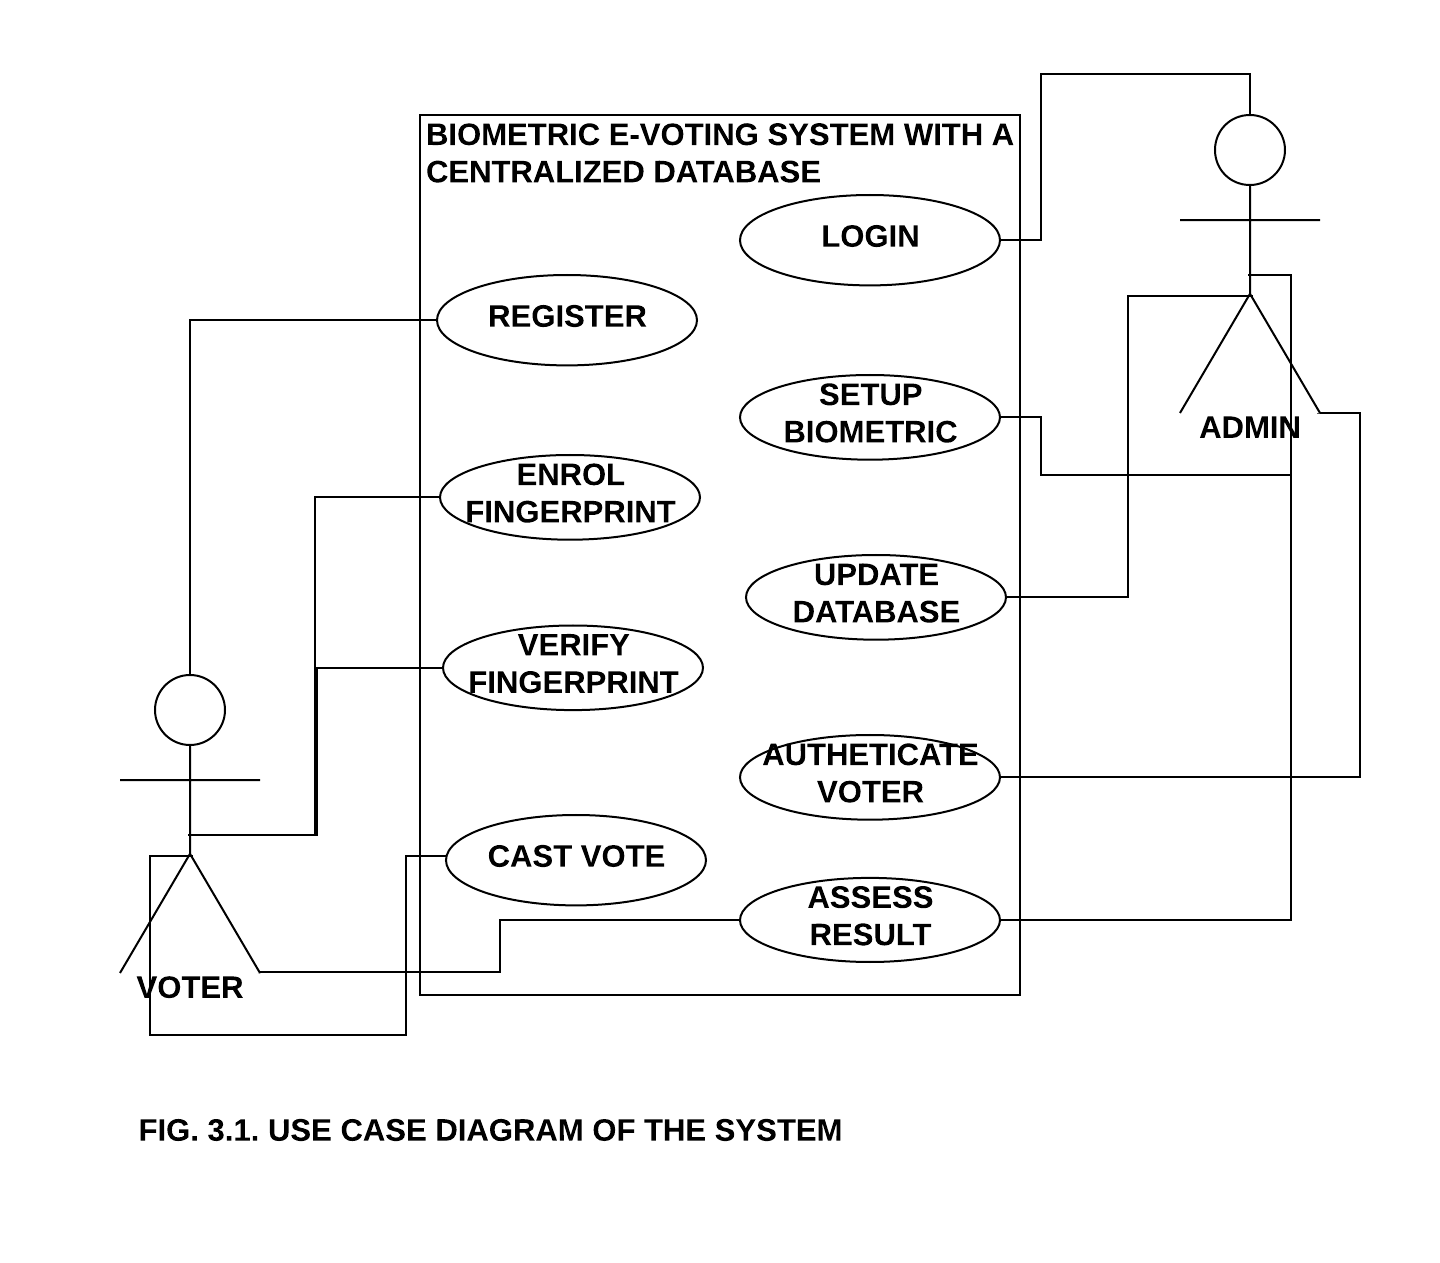 BIOMETRIC E-VOTING SYSTEM WITH A
CENTRALIZED DATABASE
LOGIN
REGISTER
SETUP
BIOMETRIC
ADMIN
ENROL
FINGERPRINT
UPDATE
DATABASE
VERIFY
FINGERPRINT
AUTHETICATE
VOTER
CAST VOTE
ASSESS
RESULT
VOTER
FIG. 3.1. USE CASE DIAGRAM OF THE SYSTEM